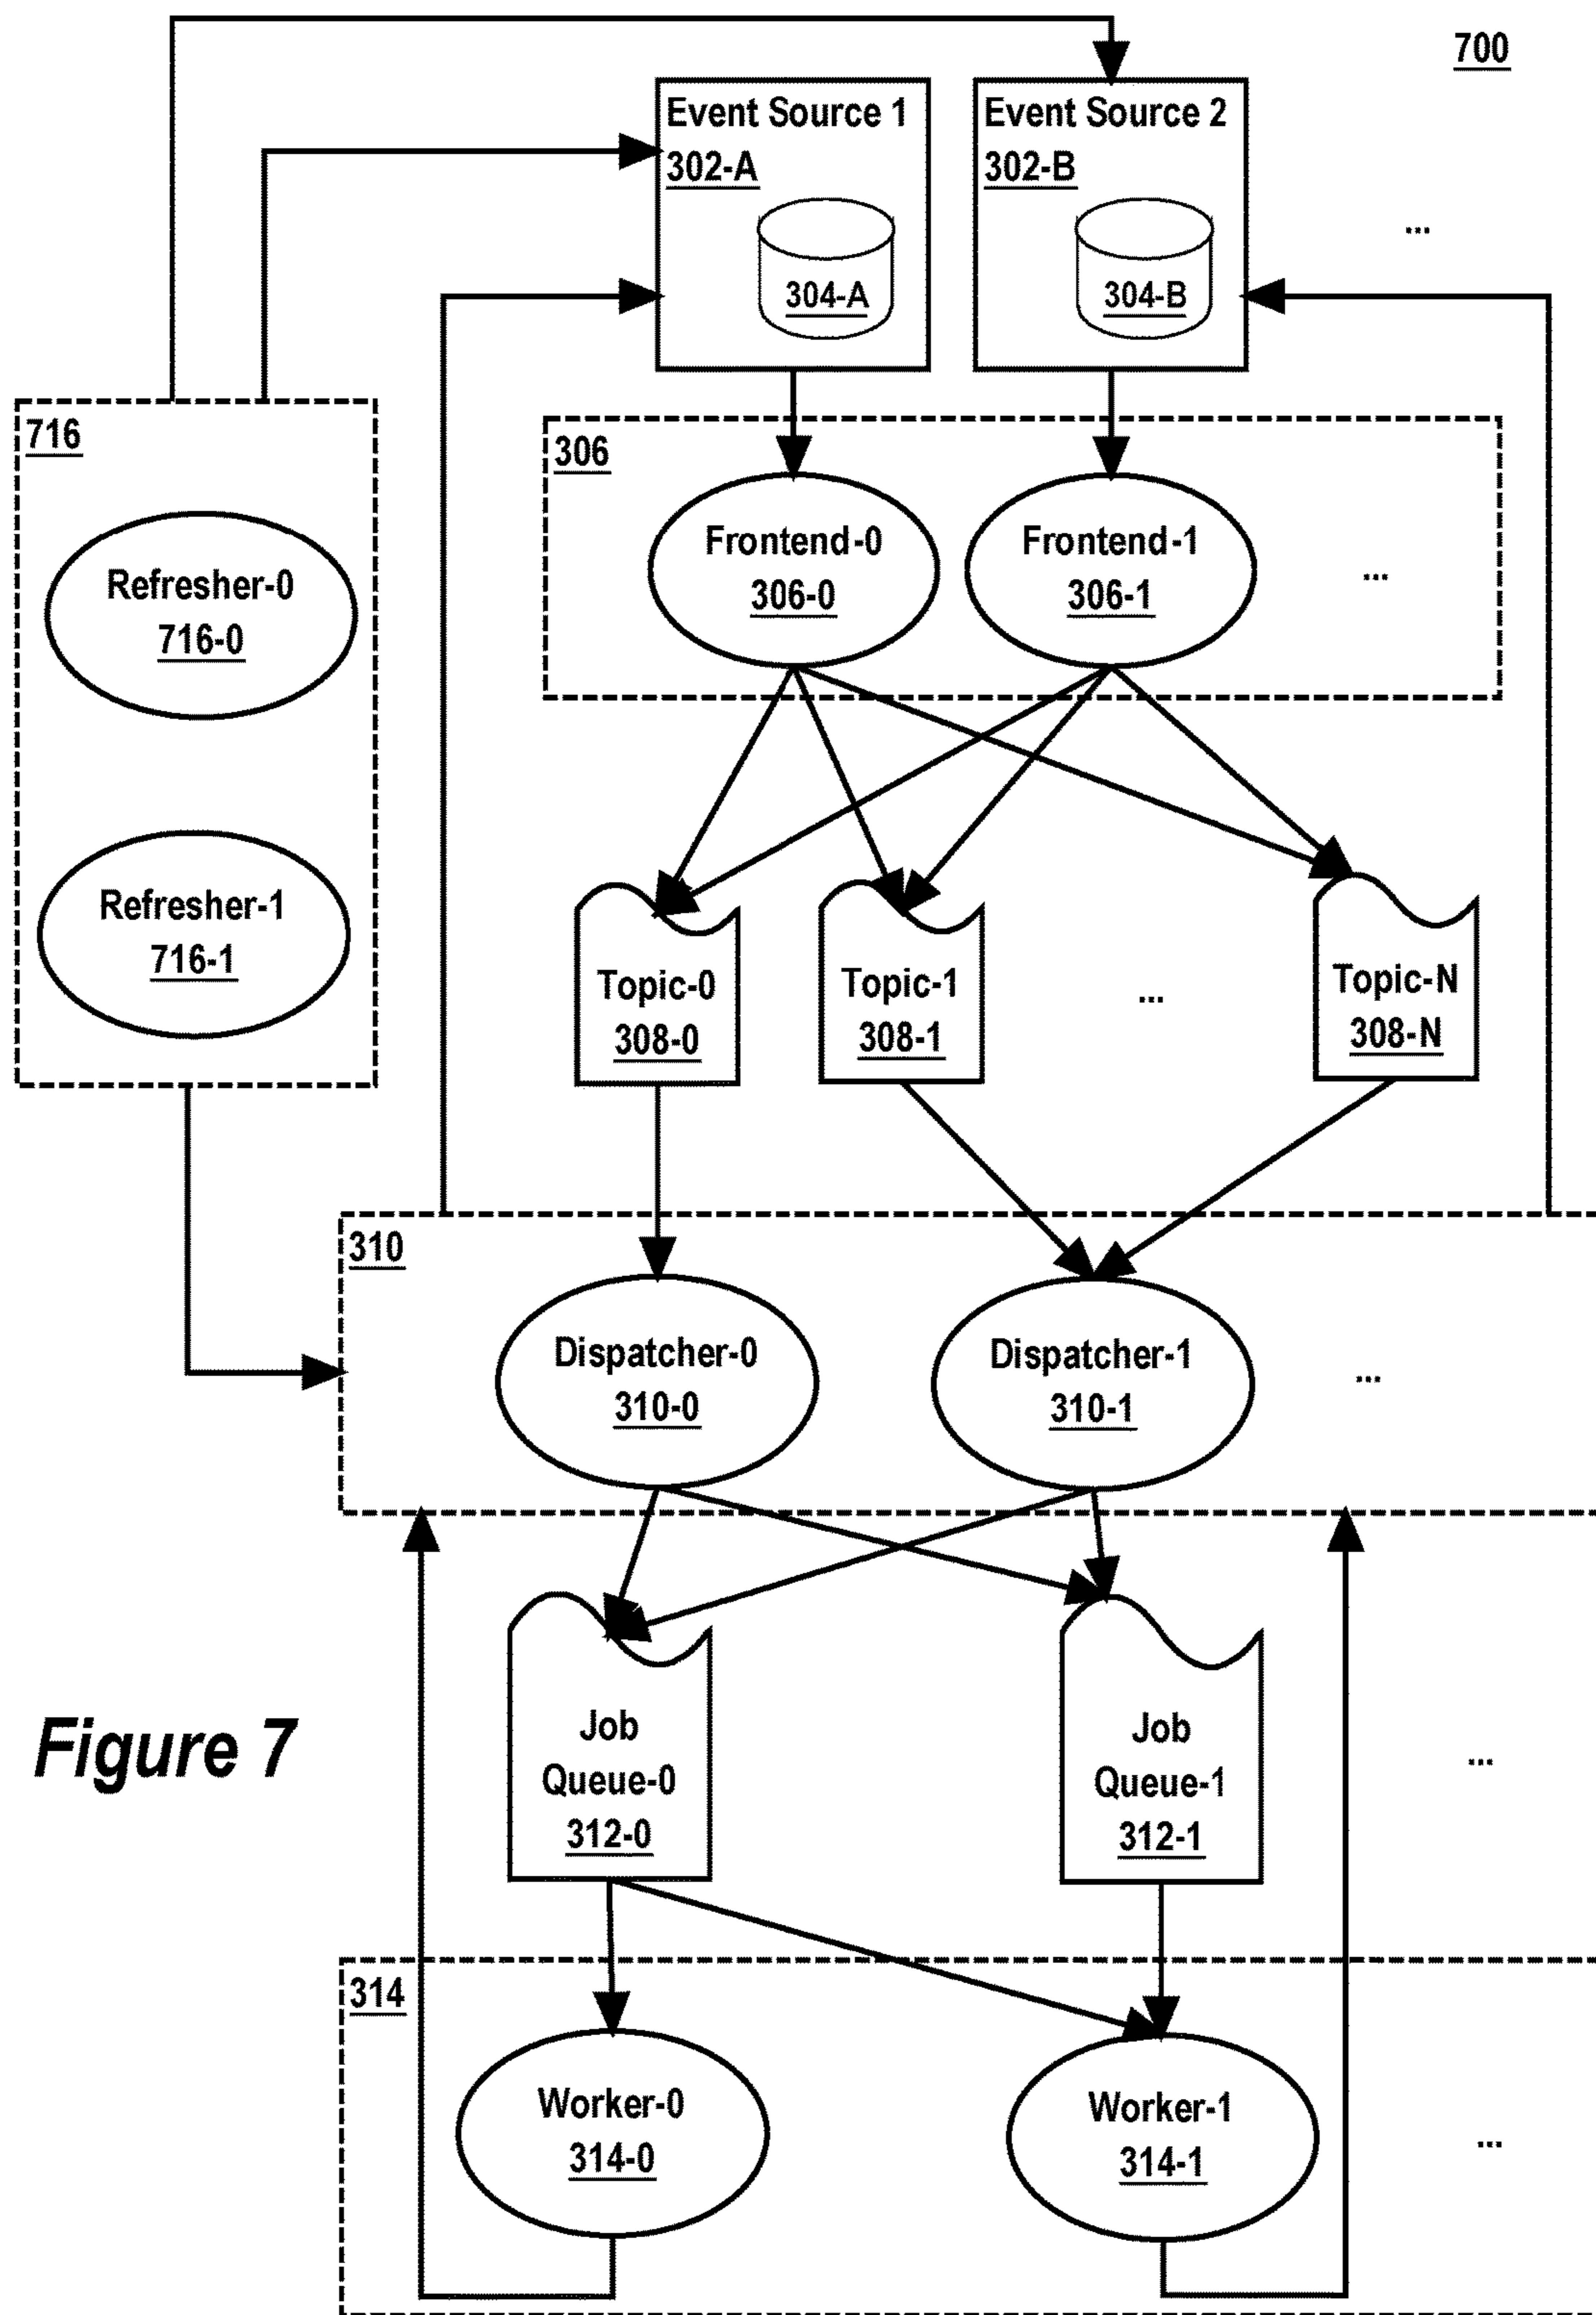 700
Event Source 1
302-A
304-A
Event Source 2
302-B
304-B
...
716
Refresher-0
716-0
Refresher-1
716-1
306
Frontend-0
306-0
Frontend-1
306-1
...
Topic-0
308-0
Topic-1
308-1
...
Topic-N
308-N
310
Dispatcher-0
310-0
Dispatcher-1
310-1
...
Figure 7
Job
Queue-0
312-0
Job
Queue-1
312-1
...
314
Worker-0
314-0
Worker-1
314-1
...